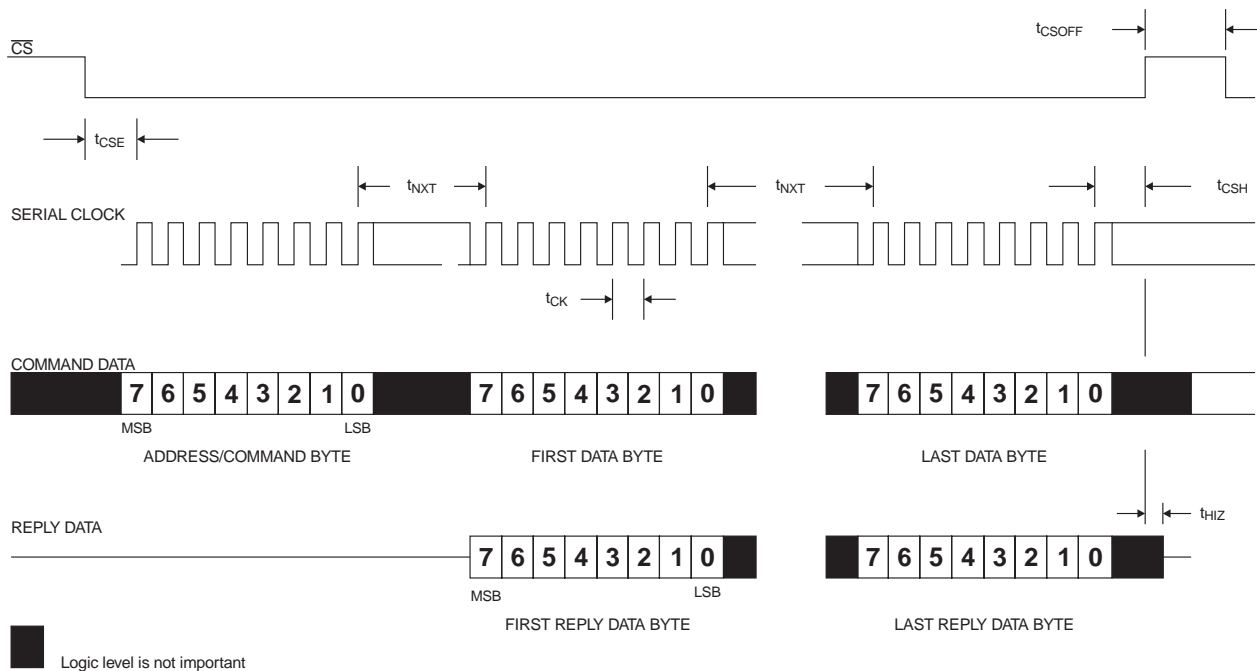 tCSOFF
CS
tCSE
tNXT
tNXT
tCSH
SERIAL CLOCK
tCK
COMMAND DATA
7 6 5 4 3 2 1 0 7 6 5 4 3 2 1 0 7 6 5 4 3 2 1 0
MSB LSB
ADDRESS/COMMAND BYTE FIRST DATA BYTE LAST DATA BYTE
tHIZ
REPLY DATA
7 6 5 4 3 2 1 0 7 6 5 4 3 2 1 0
MSB LSB
FIRST REPLY DATA BYTE LAST REPLY DATA BYTE
Logic level is not important